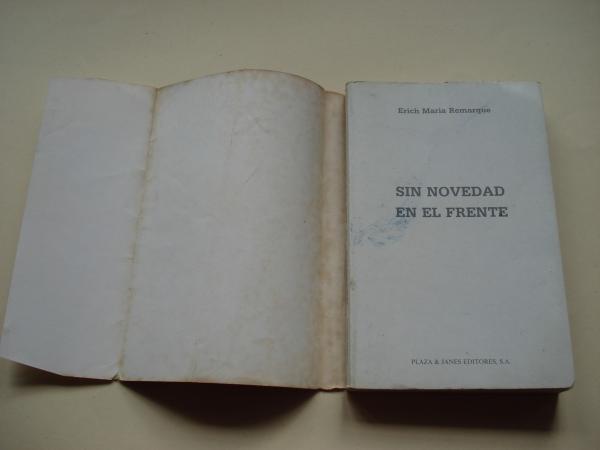 Erich Maria Remarque
SIN NOVEDAD
EN EL FRENTE
PLAZA & JANES EDITORES, S.A.